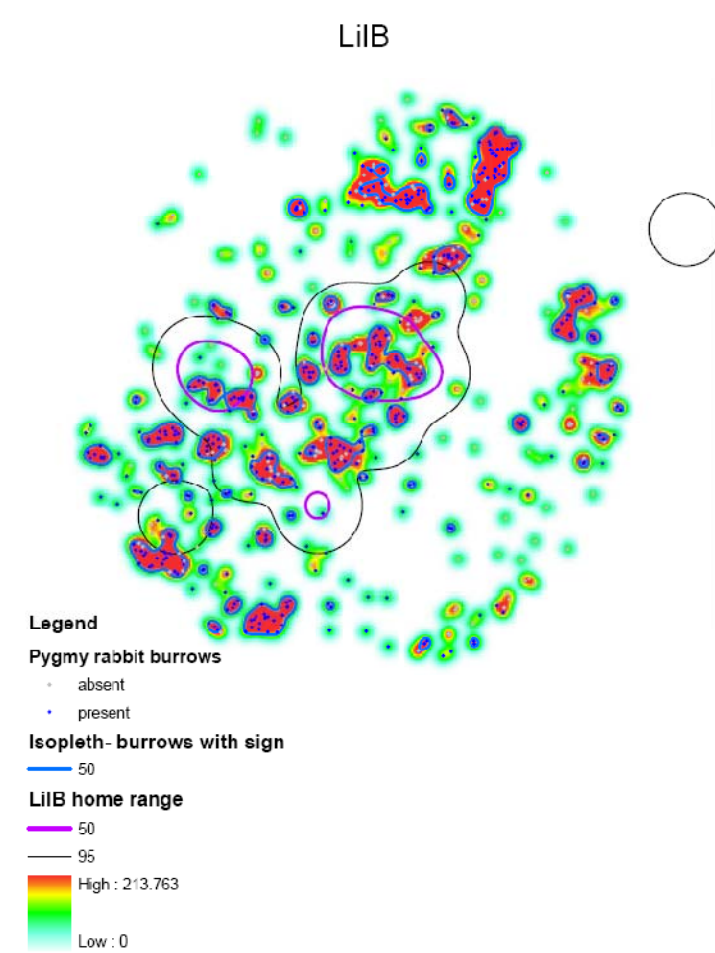 LilB
Legend
Pygmy rabbit burrows
absent
present
Isopleth- burrows with sign
50
LilB home range
50
95
High : 213.763
Low : 0